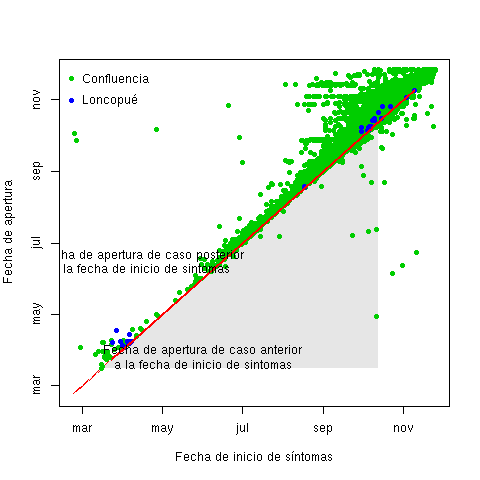 Confluencia
Loncopué
ha de apertura de caso posterior
la fecha de inicio de síntomas
Fecha de apertura de caso anterior
a la fecha de inicio de síntomas
Fecha de apertura
mar
may
jul
sep
nov
mar
may
jul
sep
nov
Fecha de inicio de síntomas